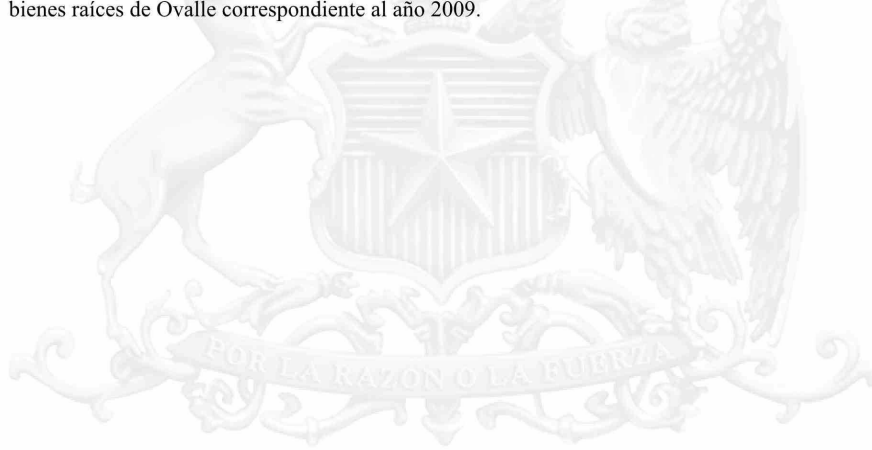 bienes raíces de Ovalle correspondiente al año 2009.
POR LA RAZON O LA FUERZA